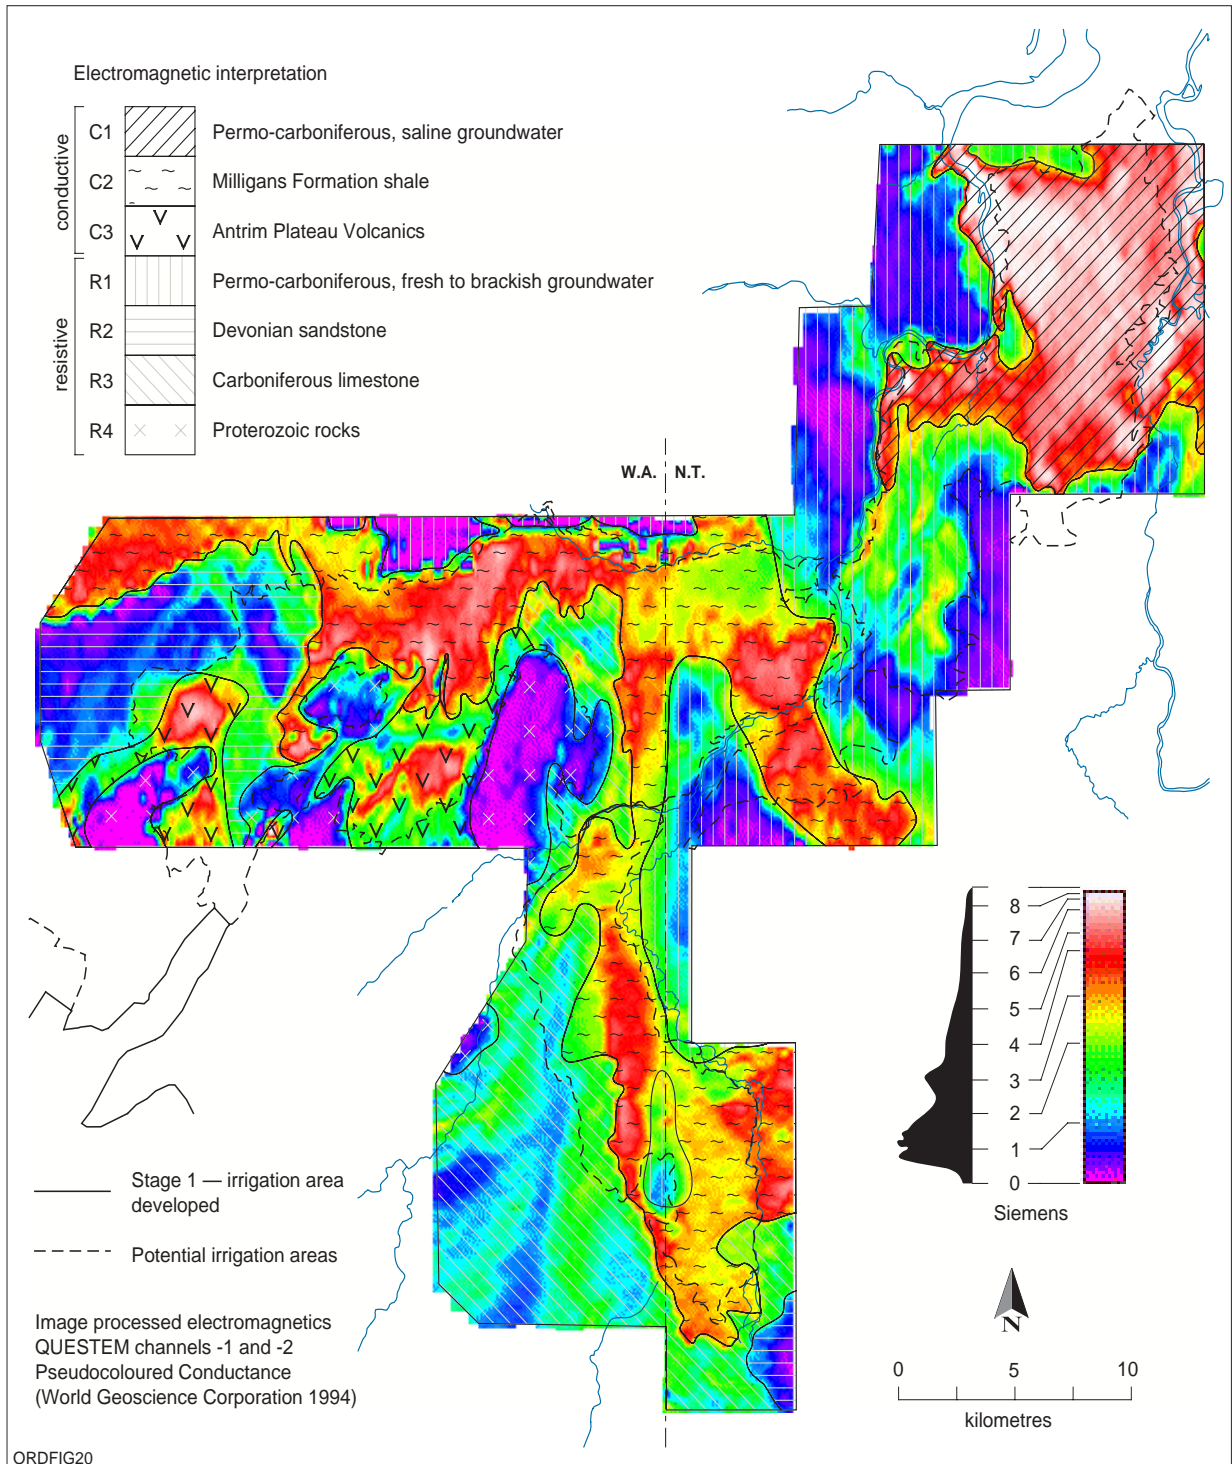 Electromagnetic interpretation
conductive
C1 Permo-carboniferous, saline groundwater
C2 Milligans Formation shale
C3 Antrim Plateau Volcanics
resistive
R1 Permo-carboniferous, fresh to brackish groundwater
R2 Devonian sandstone
R3 Carboniferous limestone
R4 Proterozoic rocks
W.A. N.T.
8
7
6
5
4
3
2
1
0
Siemens
Stage 1 — irrigation area
developed
Potential irrigation areas
N
Image processed electromagnetics
QUESTEM channels -1 and -2
Pseudocoloured Conductance
(World Geoscience Corporation 1994)
0 5 10
kilometres
ORDFIG20